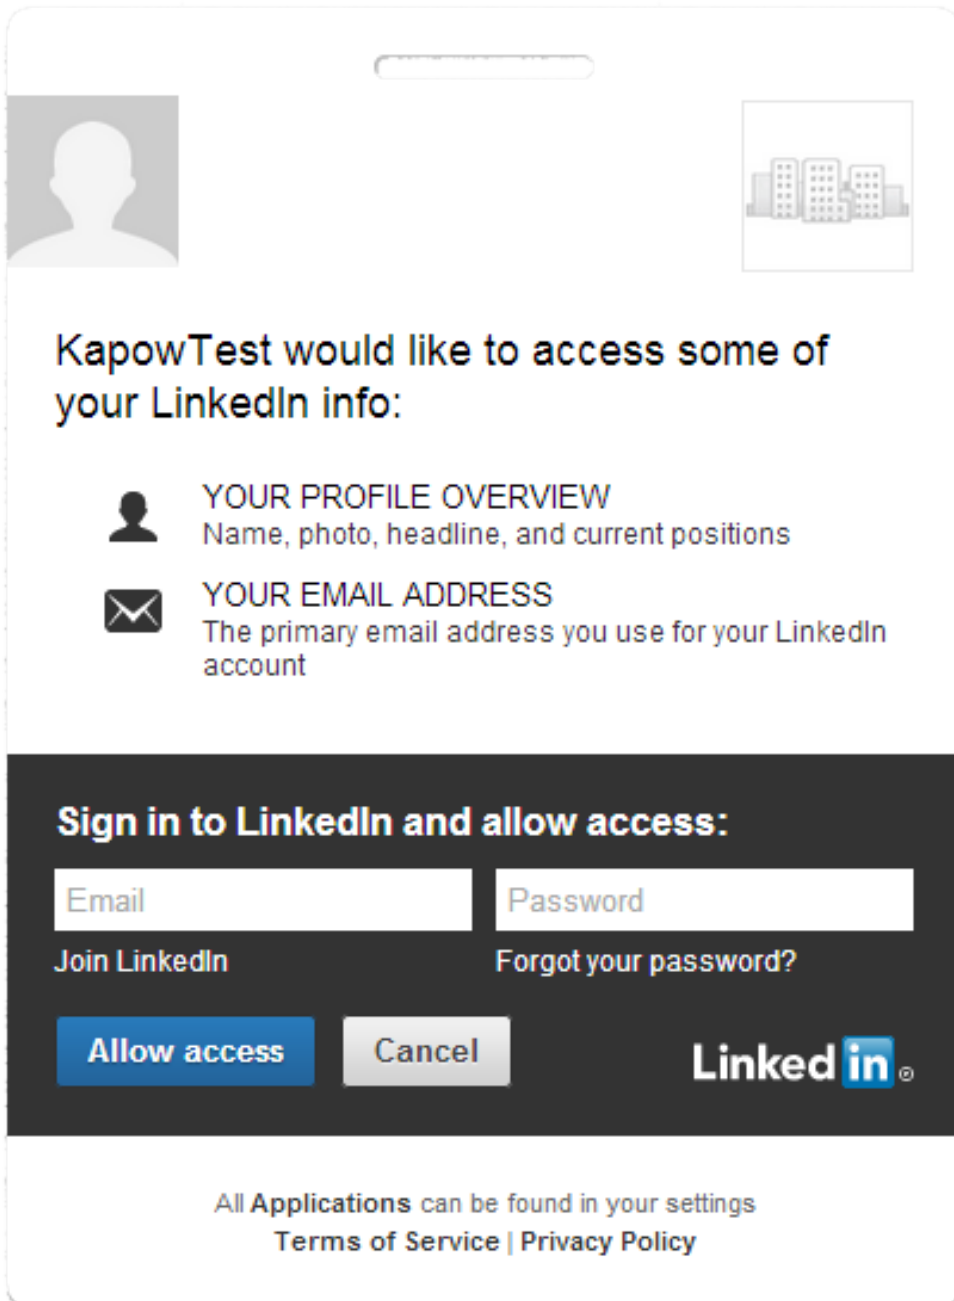 KapowTest would like to access some of
your LinkedIn info:
YOUR PROFILE OVERVIEW
Name, photo, headline, and current positions
YOUR EMAIL ADDRESS
The primary email address you use for your LinkedIn
account
Sign in to LinkedIn and allow access:
Email Password
Join LinkedIn Forgot your password?
Allow access Cancel Linked in ®
All Applications can be found in your settings
Terms of Service | Privacy Policy